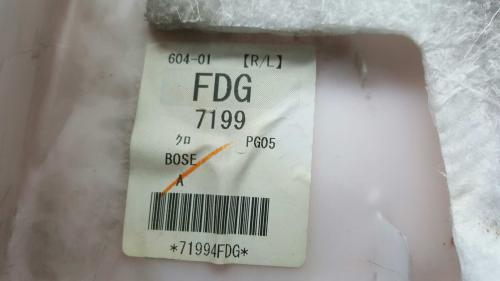 604-01 【R/L】
FDG
7199
クロ PG05
BOSE
A
*71994FDG*